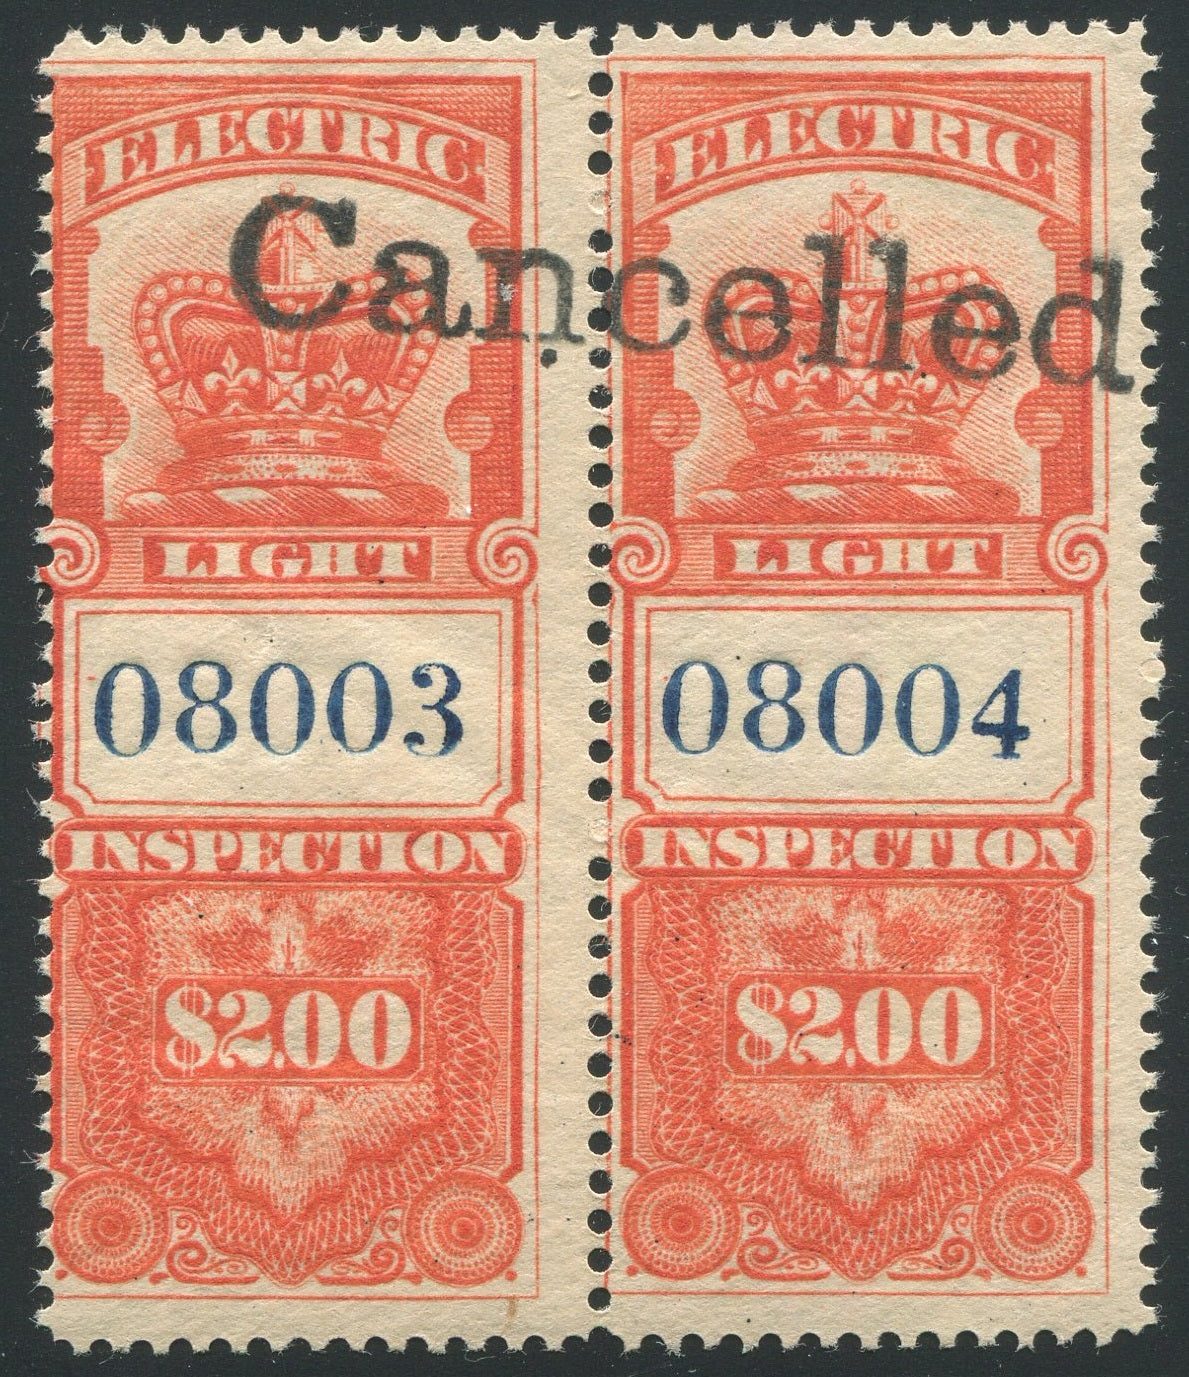 ELECTRIC
ELECTRIC
Cancelled
LIGHT
LIGHT
08003
08004
INSPECTION
INSPECTION
$2.00
$2.00